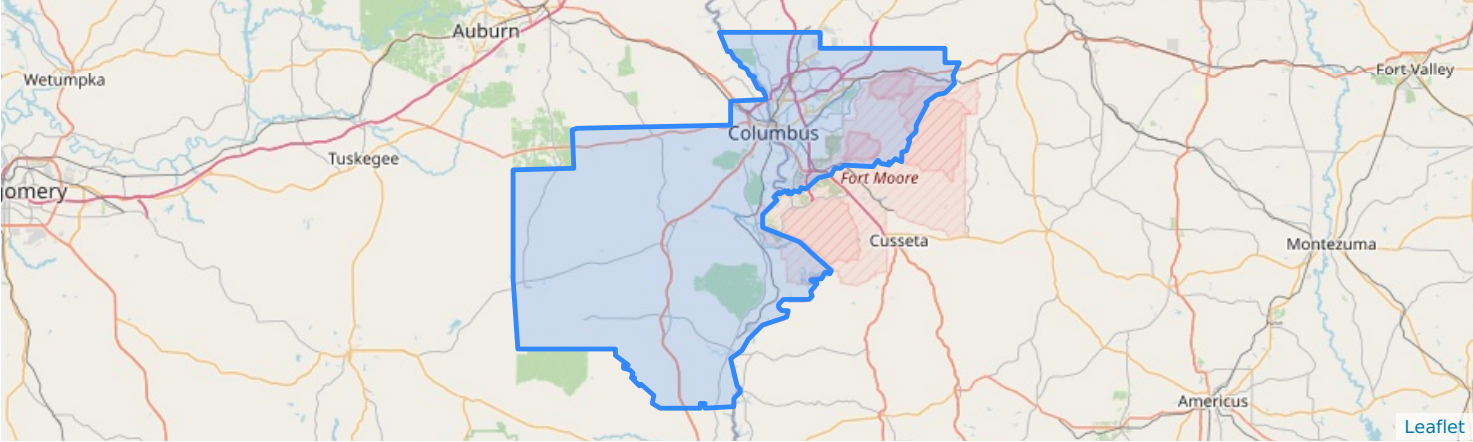 Auburn
Wetumpka
Fort Valley
Columbus
Tuskegee
Fort Moore
gomery
Cusseta
Montezuma
Americus
Leaflet